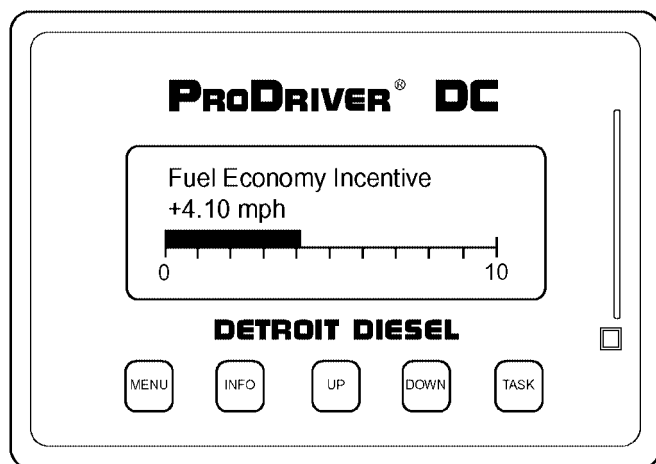 PRODRIVER® DC
Fuel Economy Incentive
+4.10 mph
0 10
DETROIT DIESEL
MENU INFO UP DOWN TASK